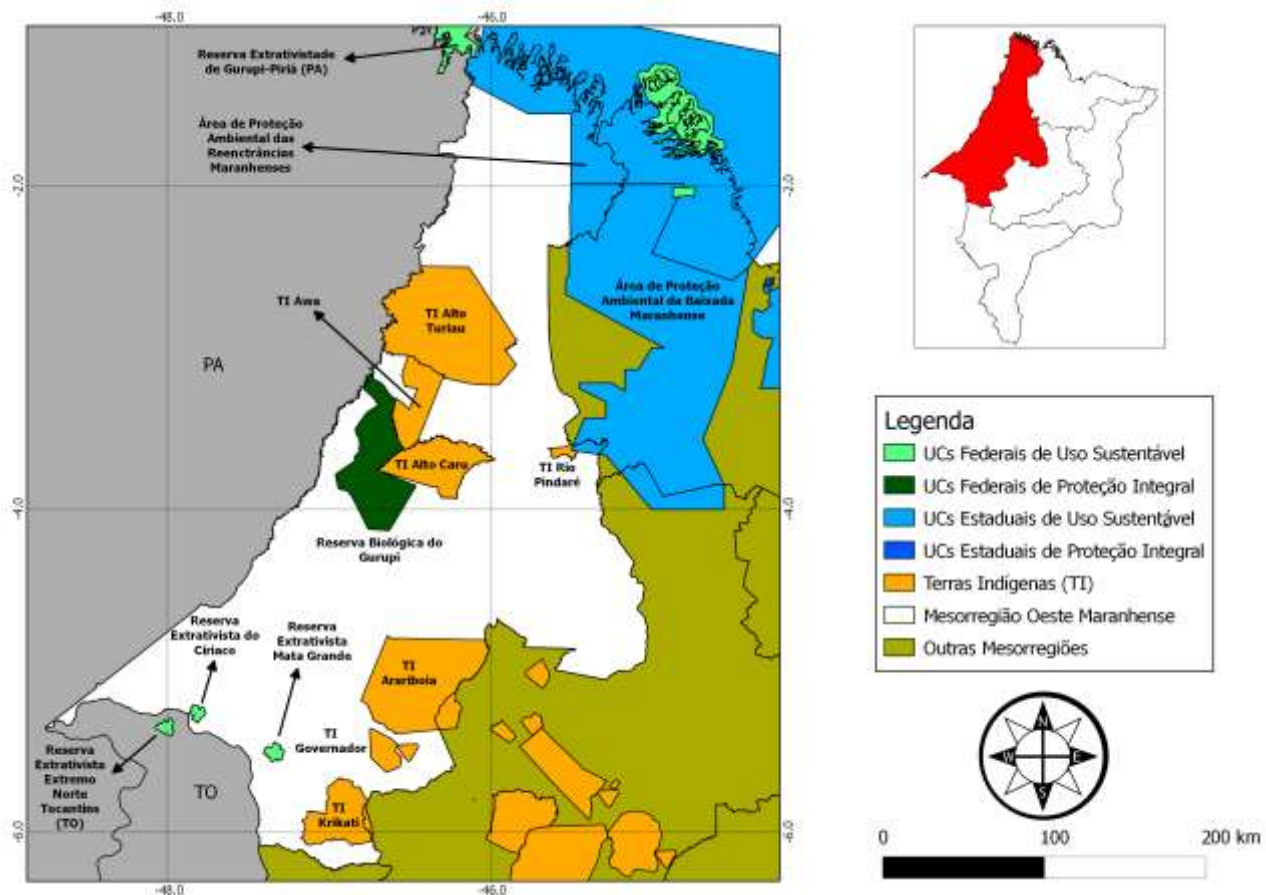 -48.0
-46.0
Reserva Extrativistade
de Gurupi-Piriá (PA)
Área de Proteção
Ambiental das
Reenctrâncias
Maranhenses
-2.0
-2.0
TI Awa
TI Alto
Turiau
Área de Proteção
Ambiental da Baixada
Maranhense
PA
TI Alto Caru
TI Rio
Pindaré
-4.0
-4.0
Reserva Biológica do
Gurupi
Reserva
Extrativista do
Ciriaco
Reserva
Extrativista
Mata Grande
TI
Arariboia
TI
Governador
Reserva
Extrativista
Extremo
Norte
Tocantins
(TO)
TO
TI
Krikati
-6.0
-6.0
-48.0
-46.0
Legenda
UCs Federais de Uso Sustentável
UCs Federais de Proteção Integral
UCs Estaduais de Uso Sustentável
UCs Estaduais de Proteção Integral
Terras Indígenas (TI)
Mesorregião Oeste Maranhense
Outras Mesorregiões
N
W
E
S
0 100 200 km